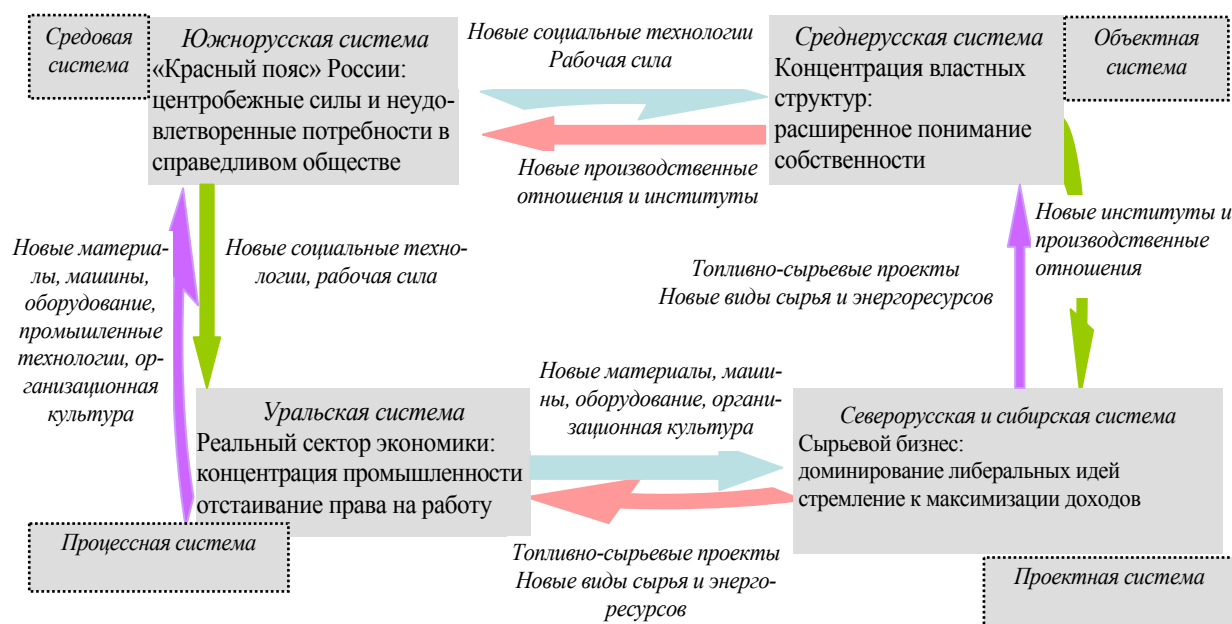 Средовая
система
Южнорусская система
«Красный пояс» России:
центробежные силы и неудо-
влетворенные потребности в
справедливом обществе
Новые социальные технологии
Рабочая сила
Новые производственные
отношения и институты
Среднерусская система
Концентрация властных
структур:
расширенное понимание
собственности
Объектная
система
Новые материа-
лы, машины,
оборудование,
промышленные
технологии, ор-
ганизационная
культура
Новые социальные техно-
логии, рабочая сила
Топливно-сырьевые проекты
Новые виды сырья и энергоресурсов
Новые институты и
производственные
отношения
Уральская система
Реальный сектор экономики:
концентрация промышленности
отстаивание права на работу
Процессная система
Новые материалы, маши-
ны, оборудование, органи-
зационная культура
Топливно-сырьевые проекты
Новые виды сырья и энерго-
ресурсов
Северорусская и сибирская система
Сырьевой бизнес:
доминирование либеральных идей
стремление к максимизации доходов
Проектная система